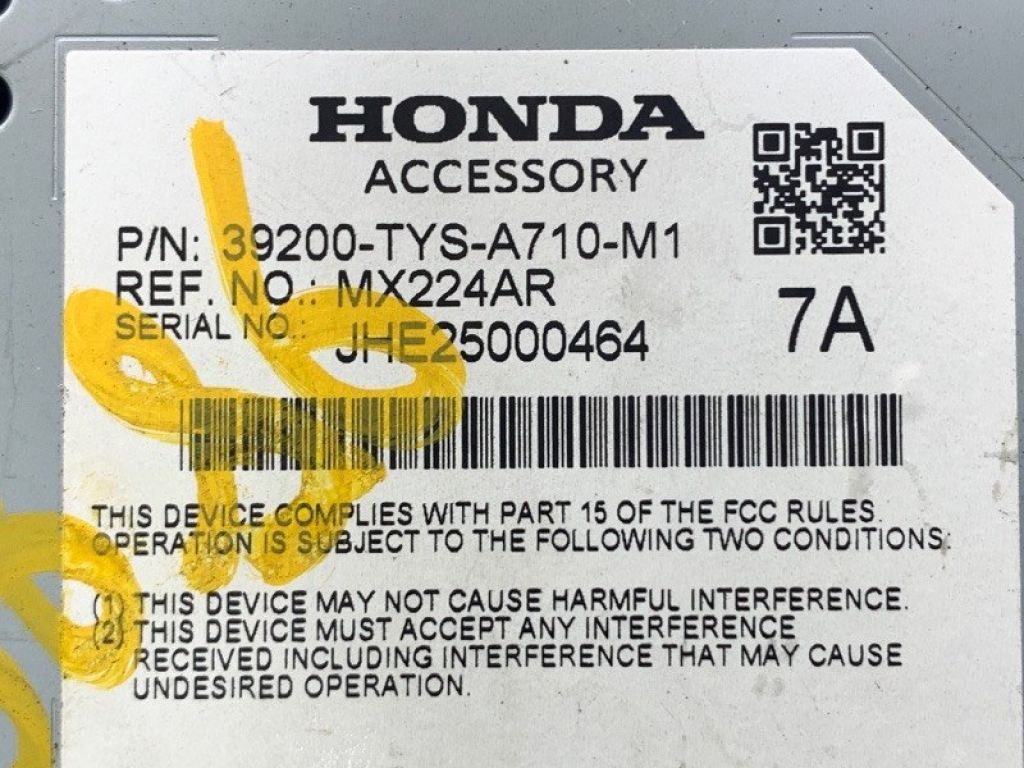 HONDA
ACCESSORY
P/N: 39200-TYS-A710-M1
REF. NO.: MX224AR
SERIAL NO.: JHE25000464
7A
THIS DEVICE COMPLIES WITH PART 15 OF THE FCC RULES.
OPERATION IS SUBJECT TO THE FOLLOWING TWO CONDITIONS:
(1) THIS DEVICE MAY NOT CAUSE HARMFUL INTERFERENCE.
(2) THIS DEVICE MUST ACCEPT ANY INTERFERENCE
RECEIVED INCLUDING INTERFERENCE THAT MAY CAUSE
UNDESIRED OPERATION.